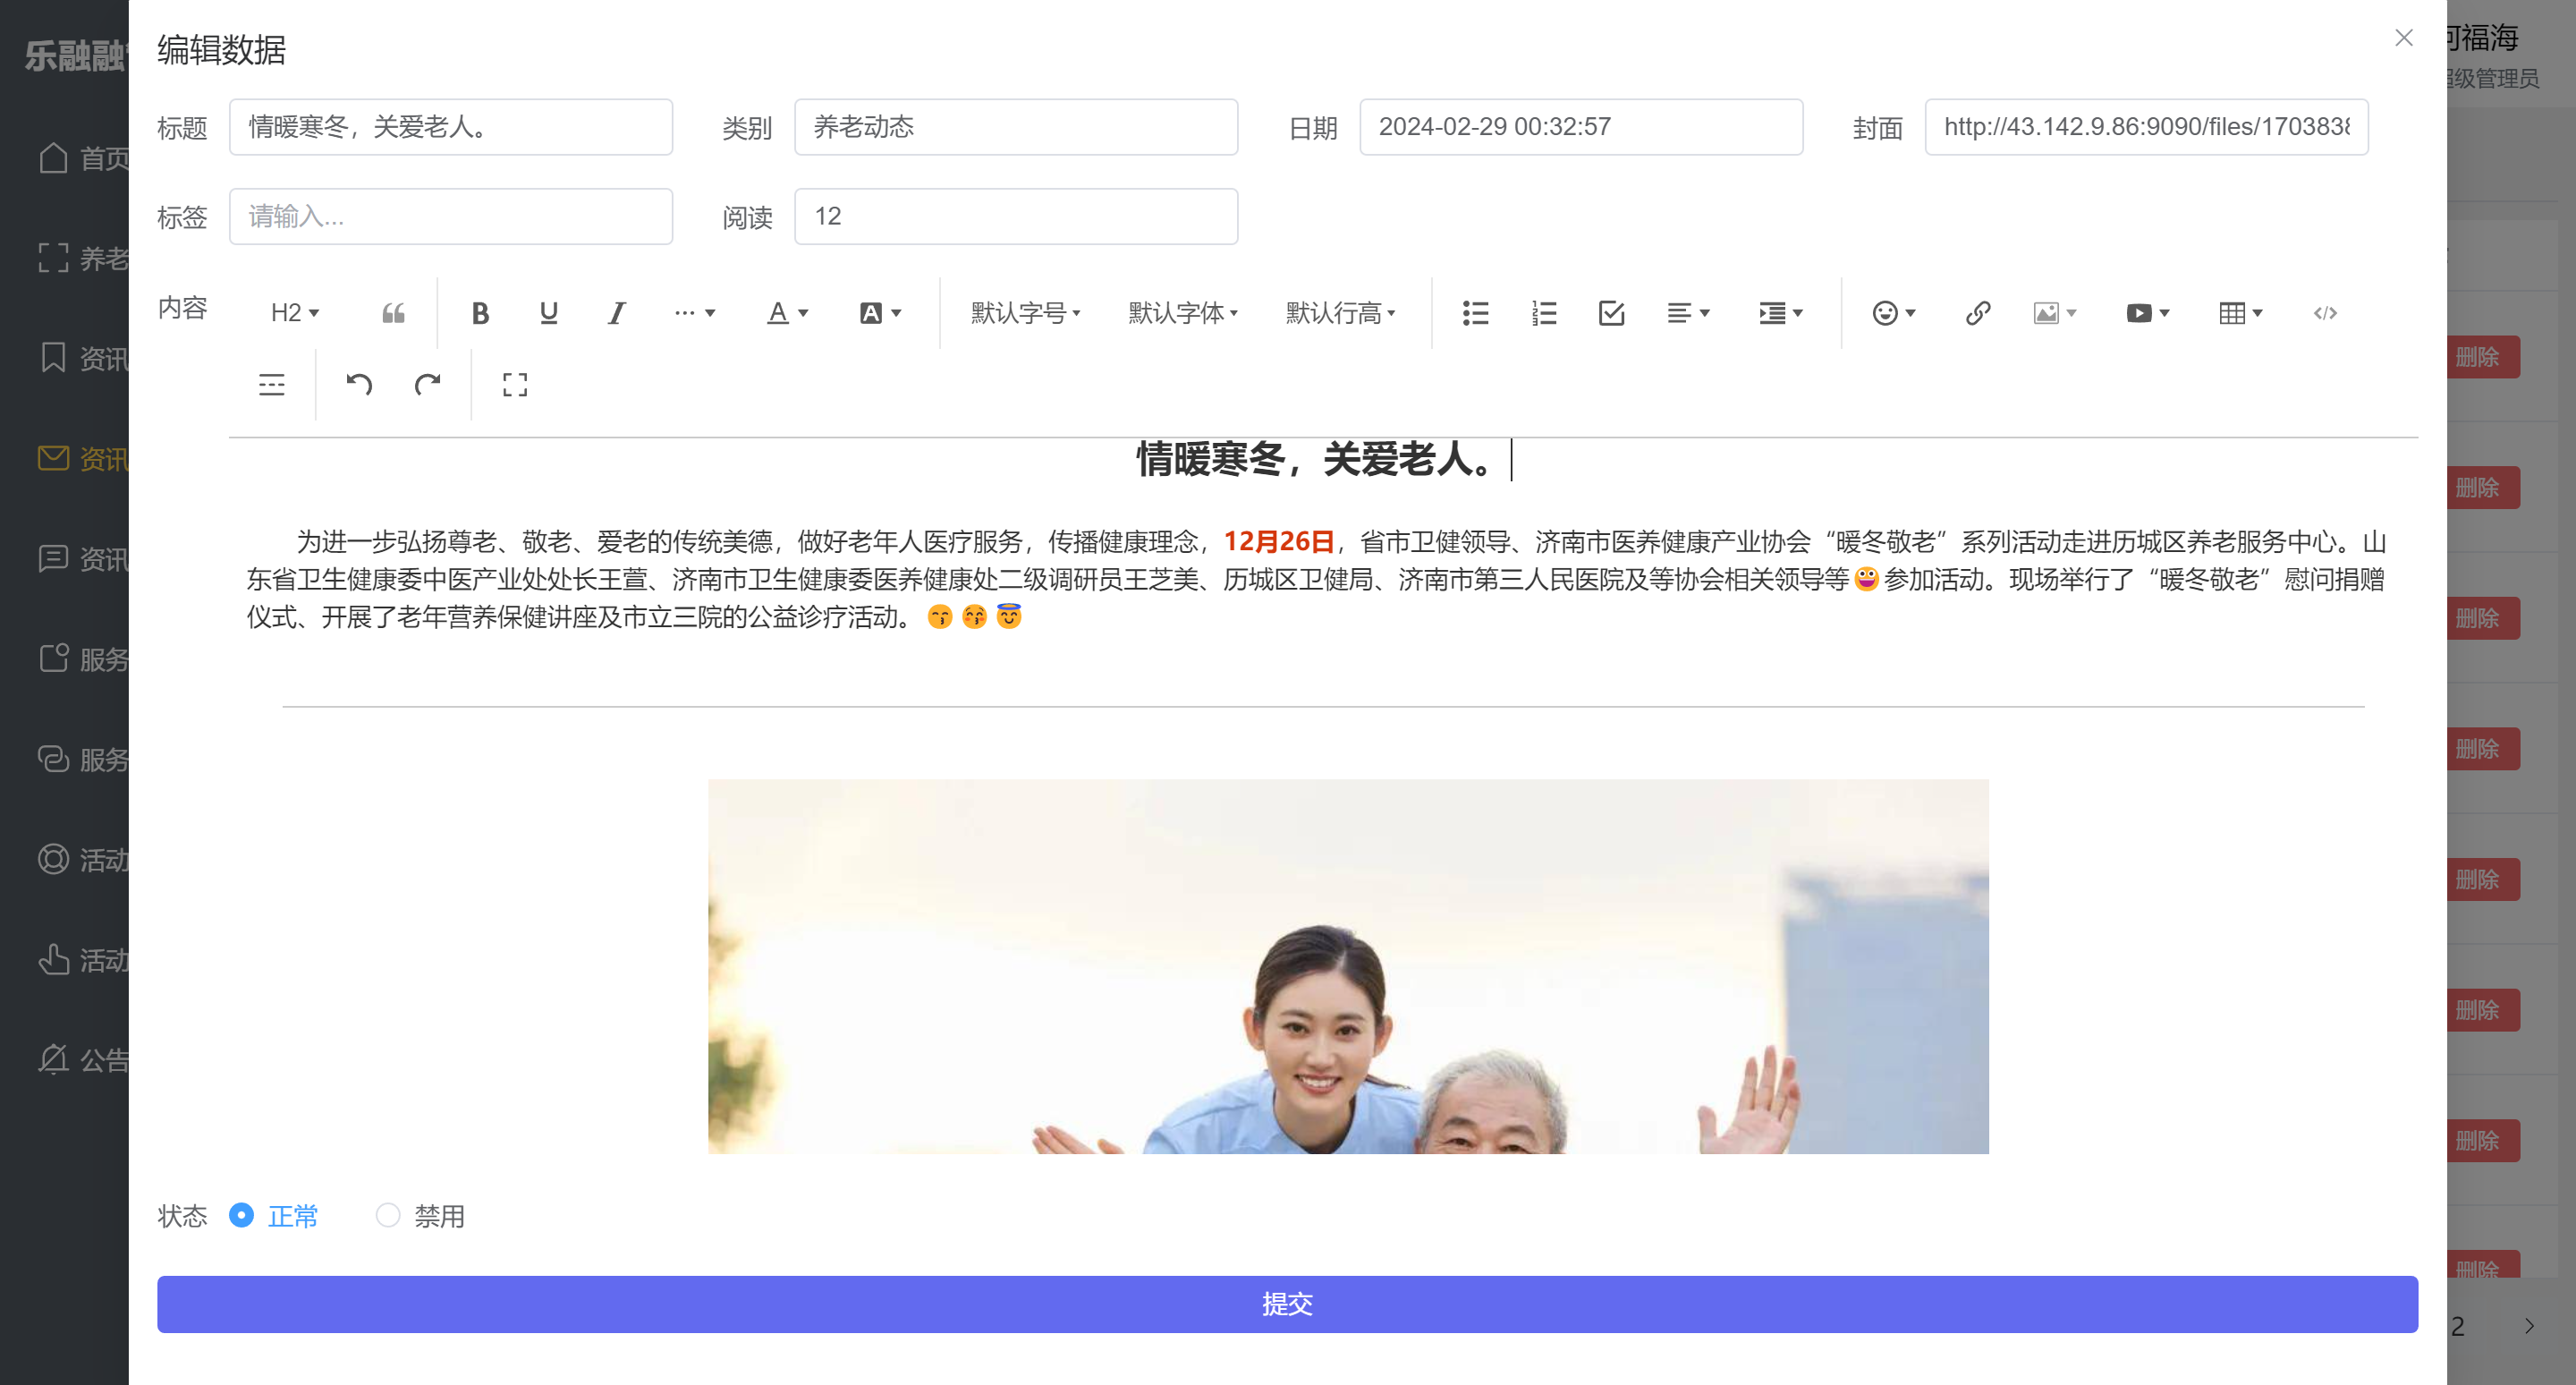 乐融融
编辑数据
河福海
超级管理员
标题 情暖寒冬，关爱老人。 类别 养老动态 日期 2024-02-29 00:32:57 封面 http://43.142.9.86:9090/files/170383
标签 请输入... 阅读 12
内容 H2 B U I ··· A A 默认字号 默认字体 默认行高
情暖寒冬，关爱老人。
为进一步弘扬尊老、敬老、爱老的传统美德，做好老年人医疗服务，传播健康理念，12月26日，省市卫健领导、济南市医养健康产业协会“暖冬敬老”系列活动走进历城区养老服务中心。山
东省卫生健康委中医产业处处长王萱、济南市卫生健康委医养健康处二级调研员王芝美、历城区卫健局、济南市第三人民医院及等协会相关领导等😀参加活动。现场举行了“暖冬敬老”慰问捐赠
仪式、开展了老年营养保健讲座及市立三院的公益诊疗活动。😙😚😇
状态 正常 禁用
提交
首页
养老
资讯
资讯
资讯
服务
服务
活动
活动
公告
删除
删除
删除
删除
删除
删除
删除
删除
2